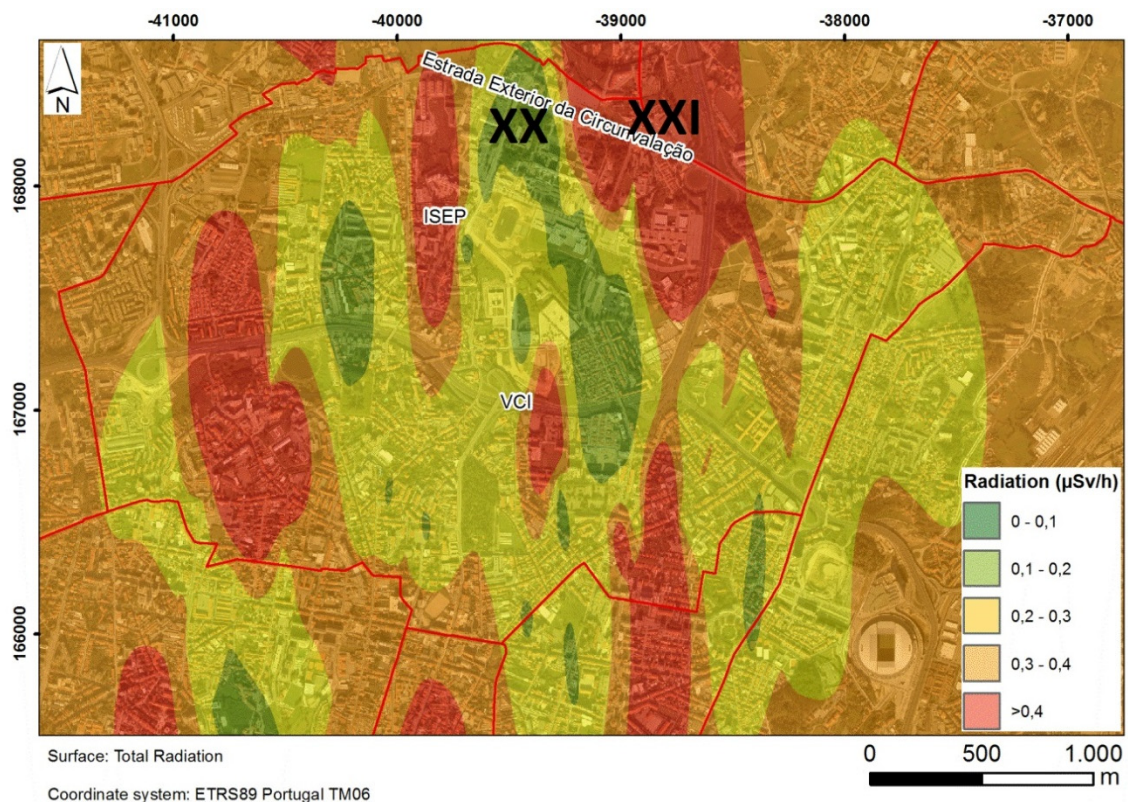 -41000 -40000 -39000 -38000 -37000
N
Estrada Exterior da Circunvalação
XX
XXI
168000
ISEP
167000
VCI
166000
Radiation (µSv/h)
0 - 0,1
0,1 - 0,2
0,2 - 0,3
0,3 - 0,4
>0,4
Surface: Total Radiation
0 500 1.000
m
Coordinate system: ETRS89 Portugal TM06